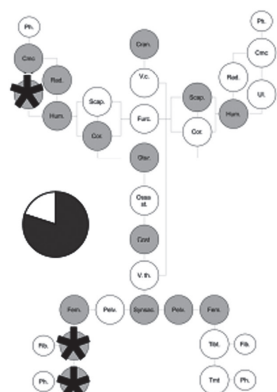 Ph.
Ph.
Cmc
Cran.
Cmc
Rad.
V.c.
Rad.
Ul.
Scap.
Scap.
Hum.
Furc.
Hum.
Cor.
Cor.
Ster.
Ossa
st.
Cost
V. th.
Fem.
Pelv.
Synsac.
Pelv.
Fem.
Fib.
Tibt.
Fib.
Ph.
Tmt
Ph.